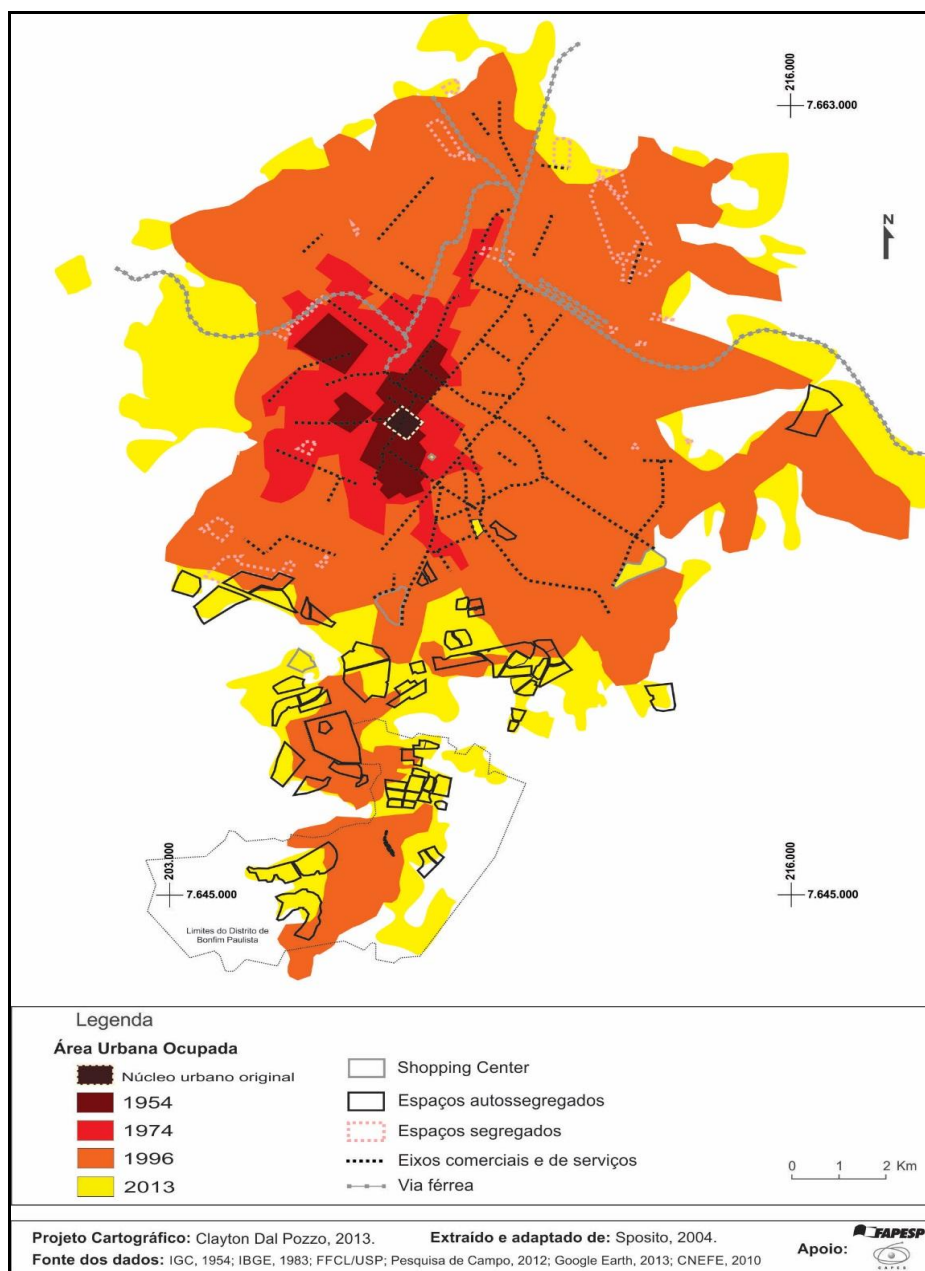 216.000
7.663.000
N
203.000
7.645.000
216.000
7.645.000
Limites do Distrito de
Bonfim Paulista
Legenda
Área Urbana Ocupada
Núcleo urbano original
1954
1974
1996
2013
Shopping Center
Espaços autossegregados
Espaços segregados
Eixos comerciais e de serviços
Via férrea
0 1 2 Km
Projeto Cartográfico: Clayton Dal Pozzo, 2013. Extraído e adaptado de: Sposito, 2004.
Fonte dos dados: IGC, 1954; IBGE, 1983; FFCL/USP; Pesquisa de Campo, 2012; Google Earth, 2013; CNEFE, 2010
Apoio:
FAPESP